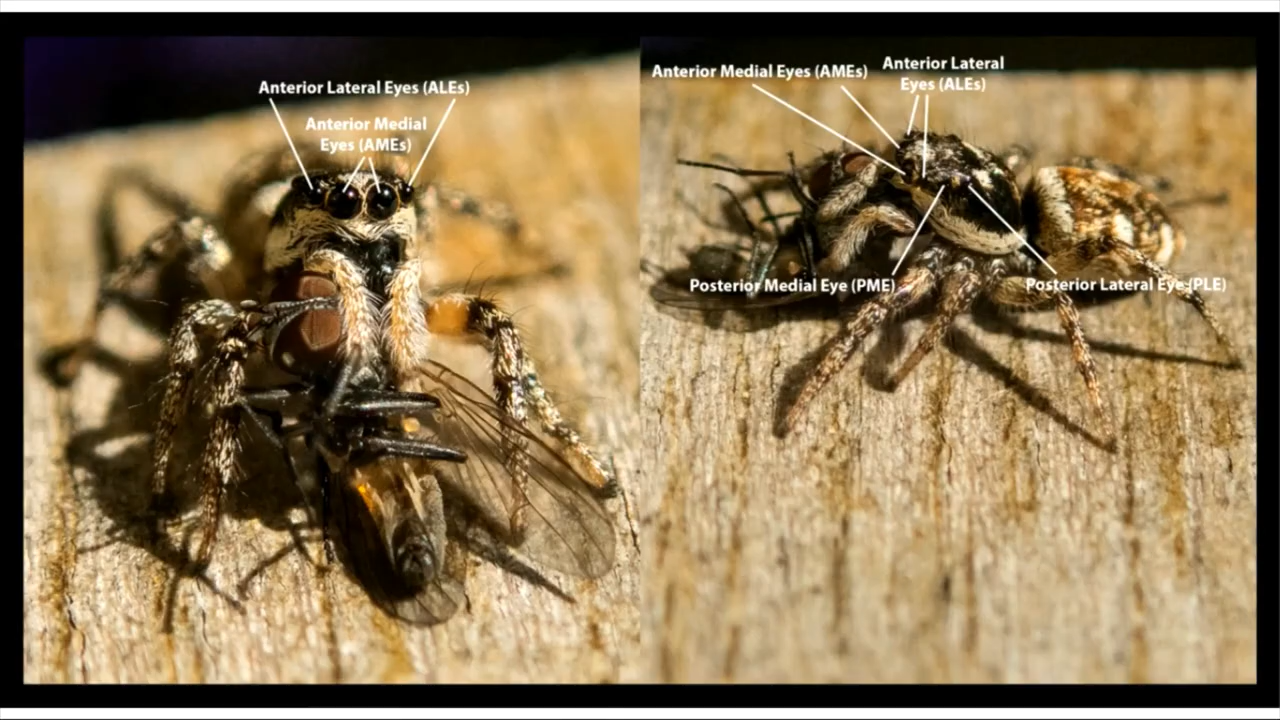 Anterior Lateral Eyes (ALEs)
Anterior Medial
Eyes (AMEs)
Anterior Medial Eyes (AMEs)
Anterior Lateral
Eyes (ALEs)
Posterior Medial Eye (PME)
Posterior Lateral Eye (PLE)